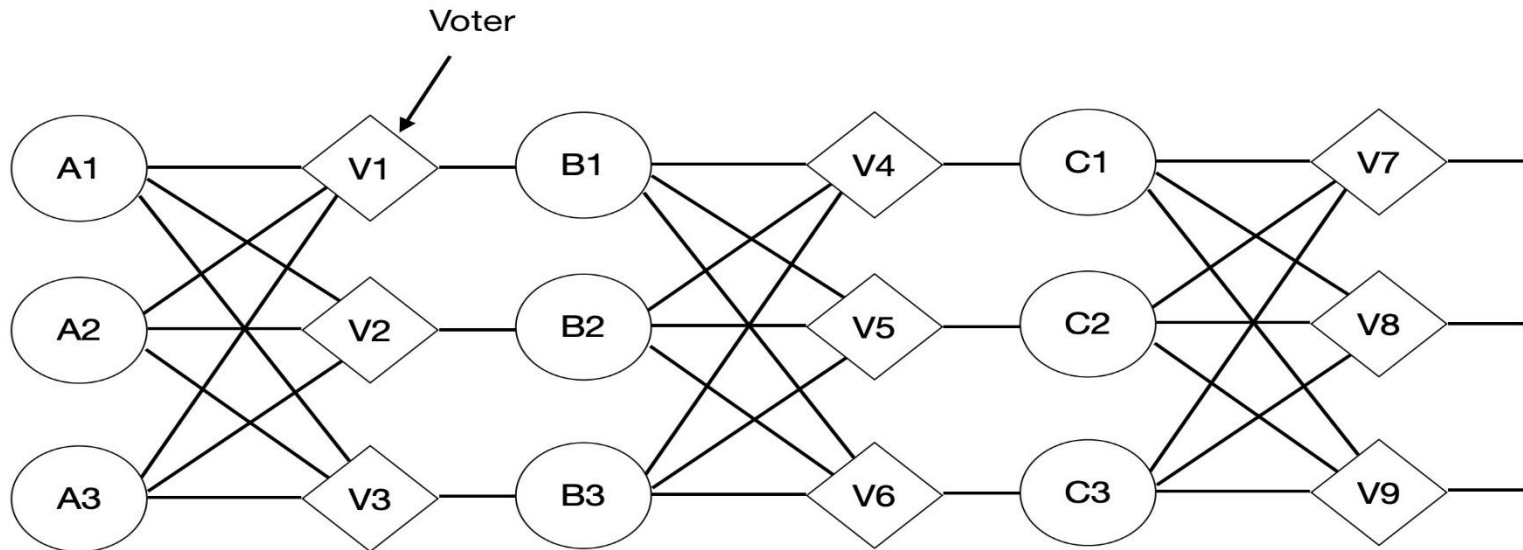 Voter
A1 V1 B1 V4 C1 V7
A2 V2 B2 V5 C2 V8
A3 V3 B3 V6 C3 V9